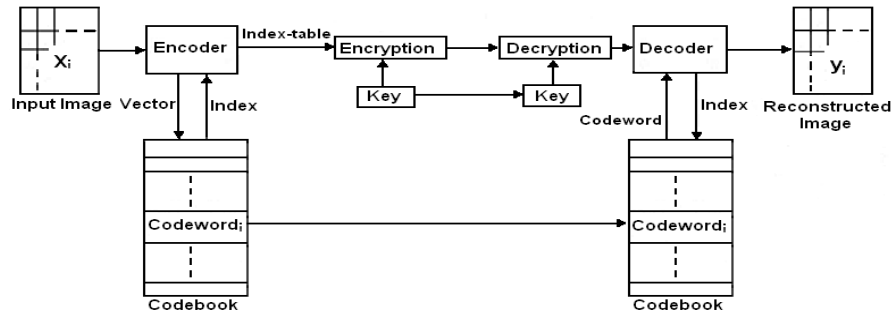 Xᵢ
Input Image
Encoder
Index-table
Encryption
Decryption
Decoder
yᵢ
Reconstructed
Image
Key
Key
Vector
Index
Codeword
Index
Codewordᵢ
Codebook
Codewordᵢ
Codebook